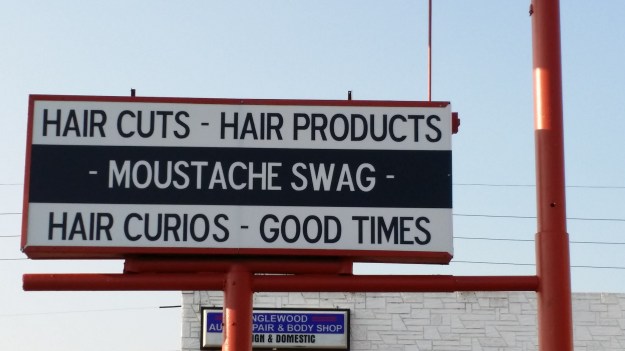 HAIR CUTS - HAIR PRODUCTS
- MOUSTACHE SWAG -
HAIR CURIOS - GOOD TIMES
& BODY SHOP
& DOMESTIC